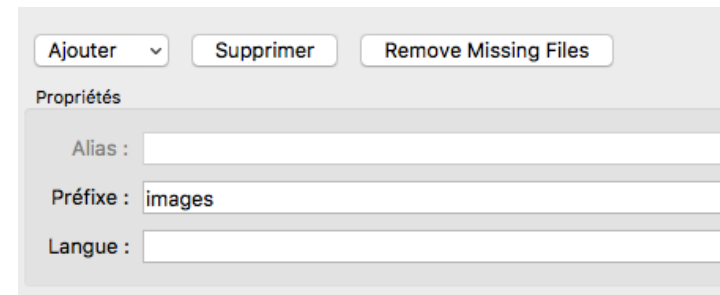 Ajouter Supprimer Remove Missing Files
Propriétés
Alias :
Préfixe : images
Langue :